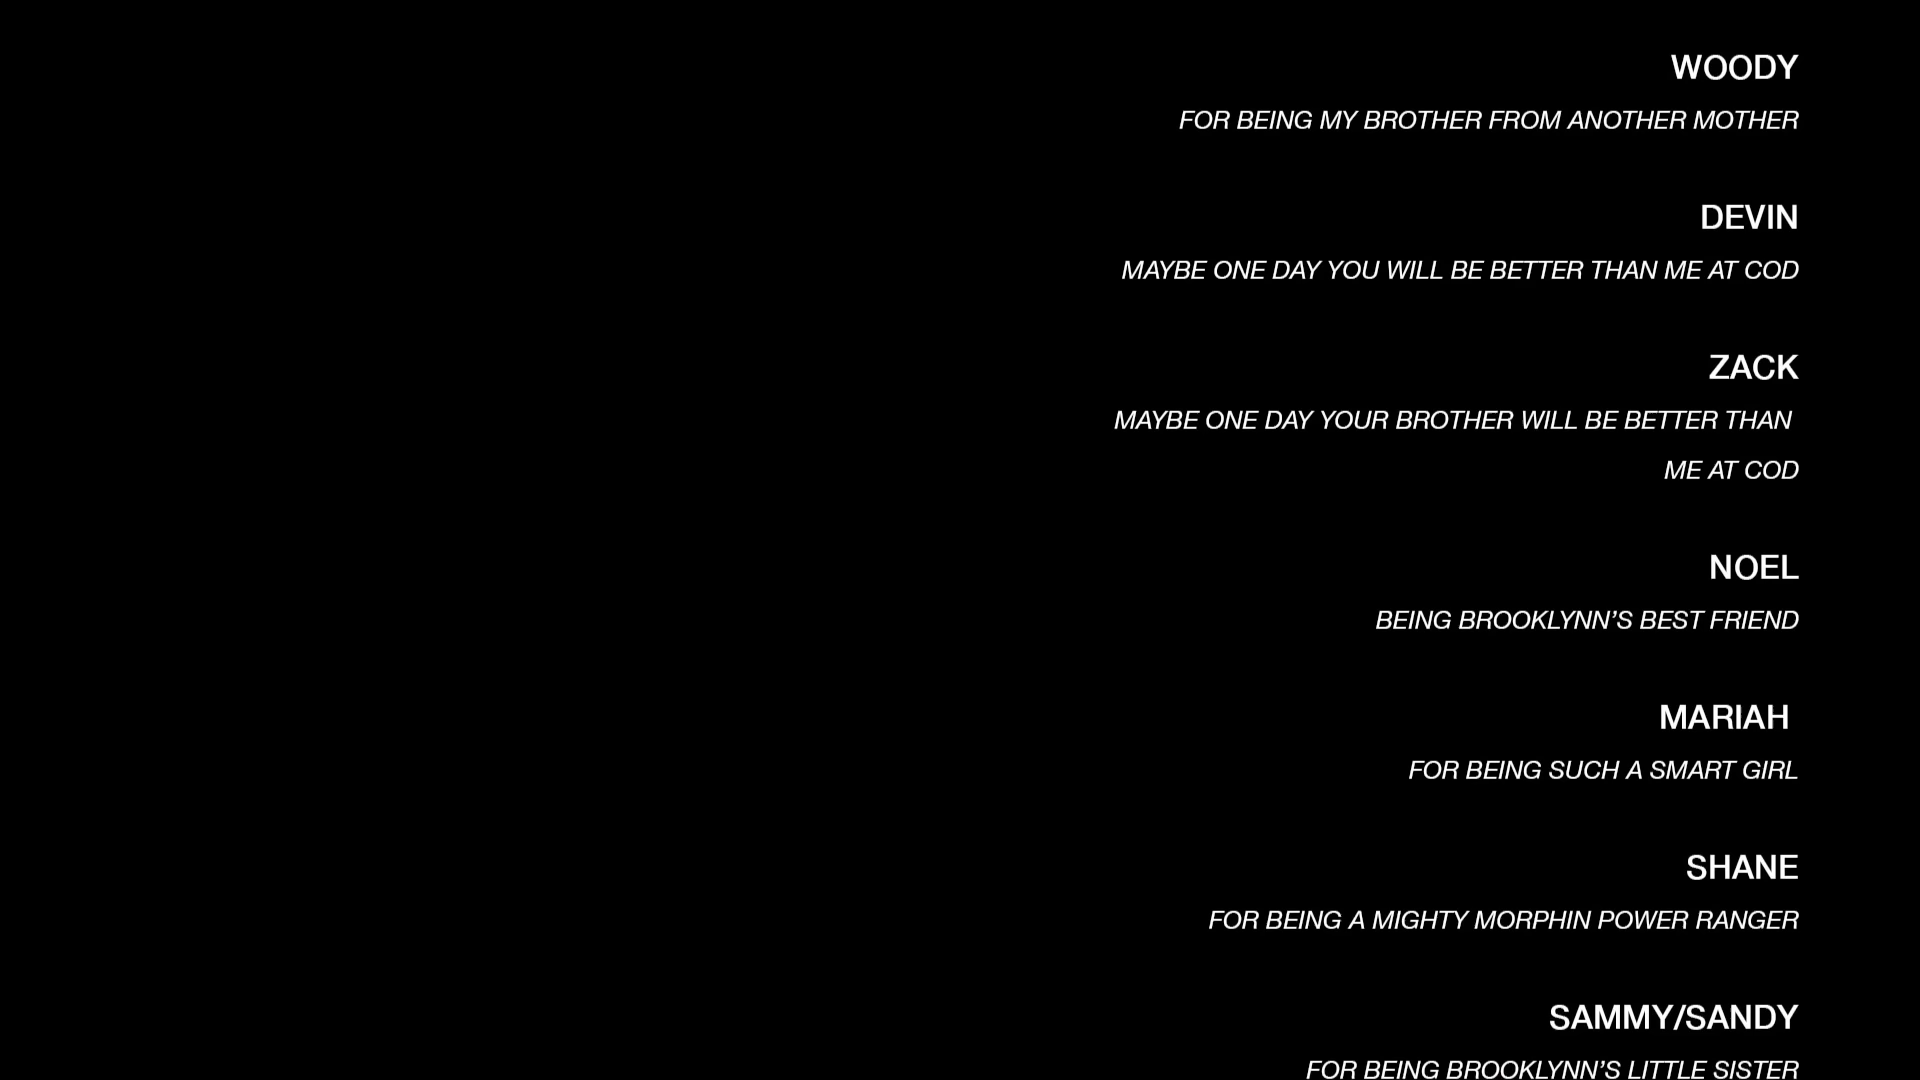 WOODY
FOR BEING MY BROTHER FROM ANOTHER MOTHER
DEVIN
MAYBE ONE DAY YOU WILL BE BETTER THAN ME AT COD
ZACK
MAYBE ONE DAY YOUR BROTHER WILL BE BETTER THAN
ME AT COD
NOEL
BEING BROOKLYNN’S BEST FRIEND
MARIAH
FOR BEING SUCH A SMART GIRL
SHANE
FOR BEING A MIGHTY MORPHIN POWER RANGER
SAMMY/SANDY
FOR BEING BROOKLYNN’S LITTLE SISTER